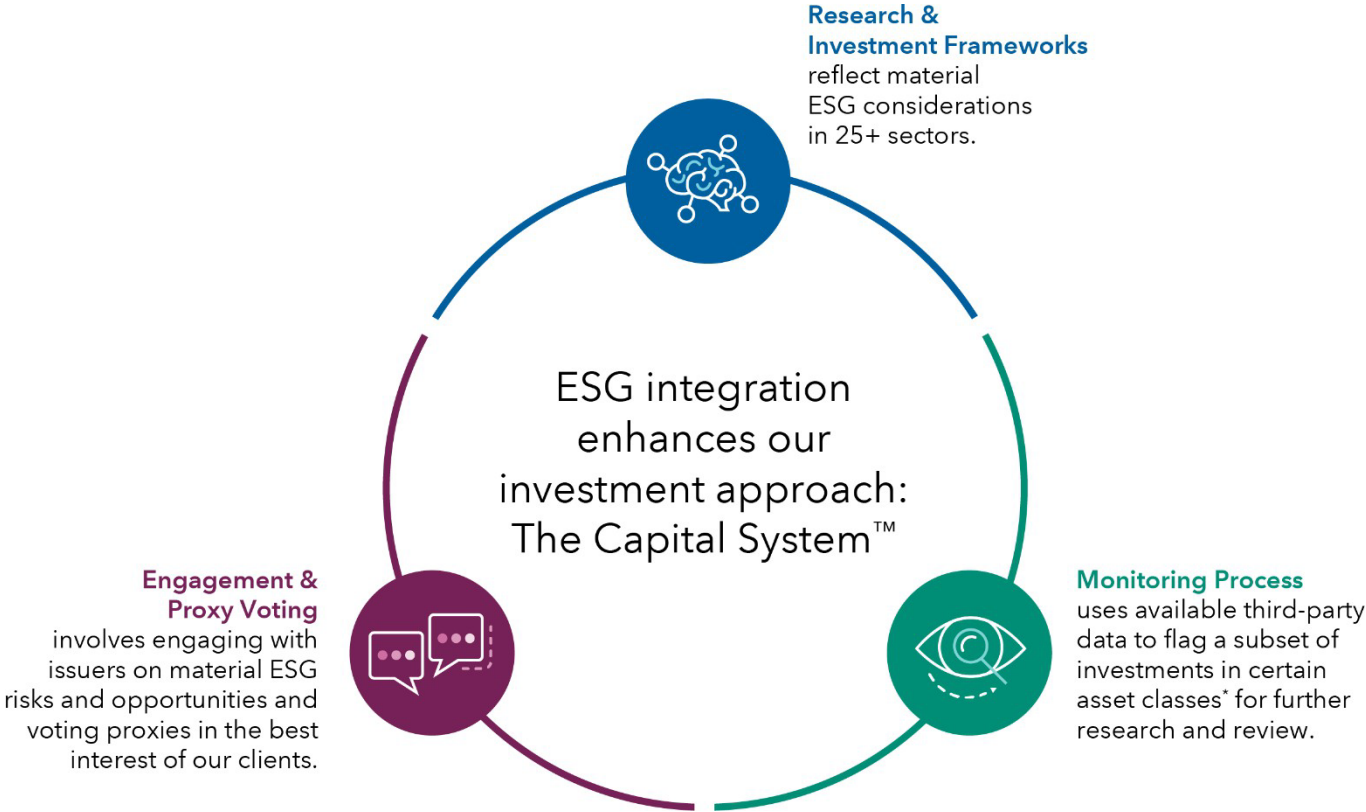 Research &
Investment Frameworks
reflect material
ESG considerations
in 25+ sectors.
ESG integration
enhances our
investment approach:
The Capital System™
Engagement &
Proxy Voting
involves engaging with
issuers on material ESG
risks and opportunities and
voting proxies in the best
interest of our clients.
Monitoring Process
uses available third-party
data to flag a subset of
investments in certain
asset classes* for further
research and review.